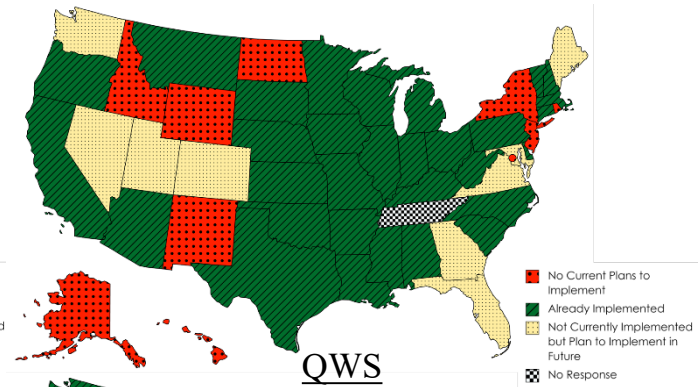 No Current Plans to
Implement
Already Implemented
Not Currently Implemented
but Plan to Implement in
Future
No Response
QWS